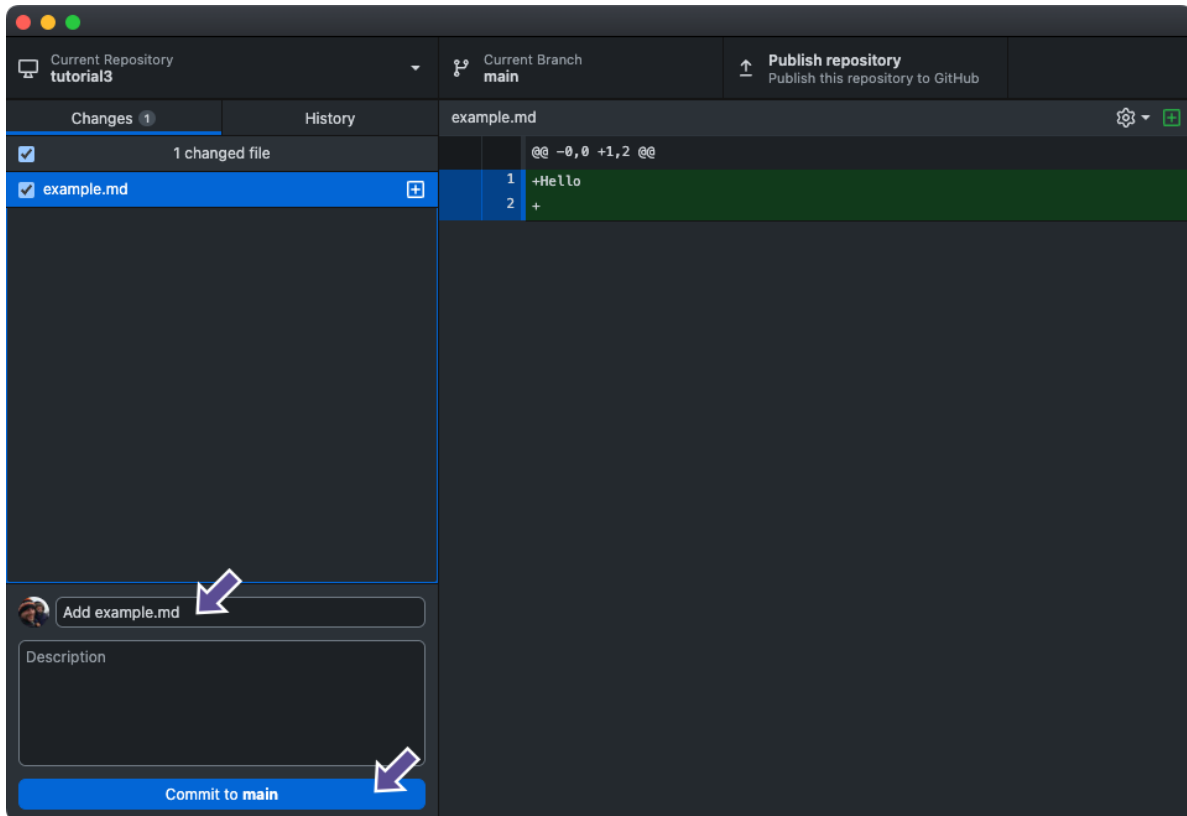 Current Repository
tutorial3
Current Branch
main
Publish repository
Publish this repository to GitHub
Changes 1
History
1 changed file
example.md
example.md
@@ -0,0 +1,2 @@
1 +Hello
2 +
Add example.md
Description
Commit to main